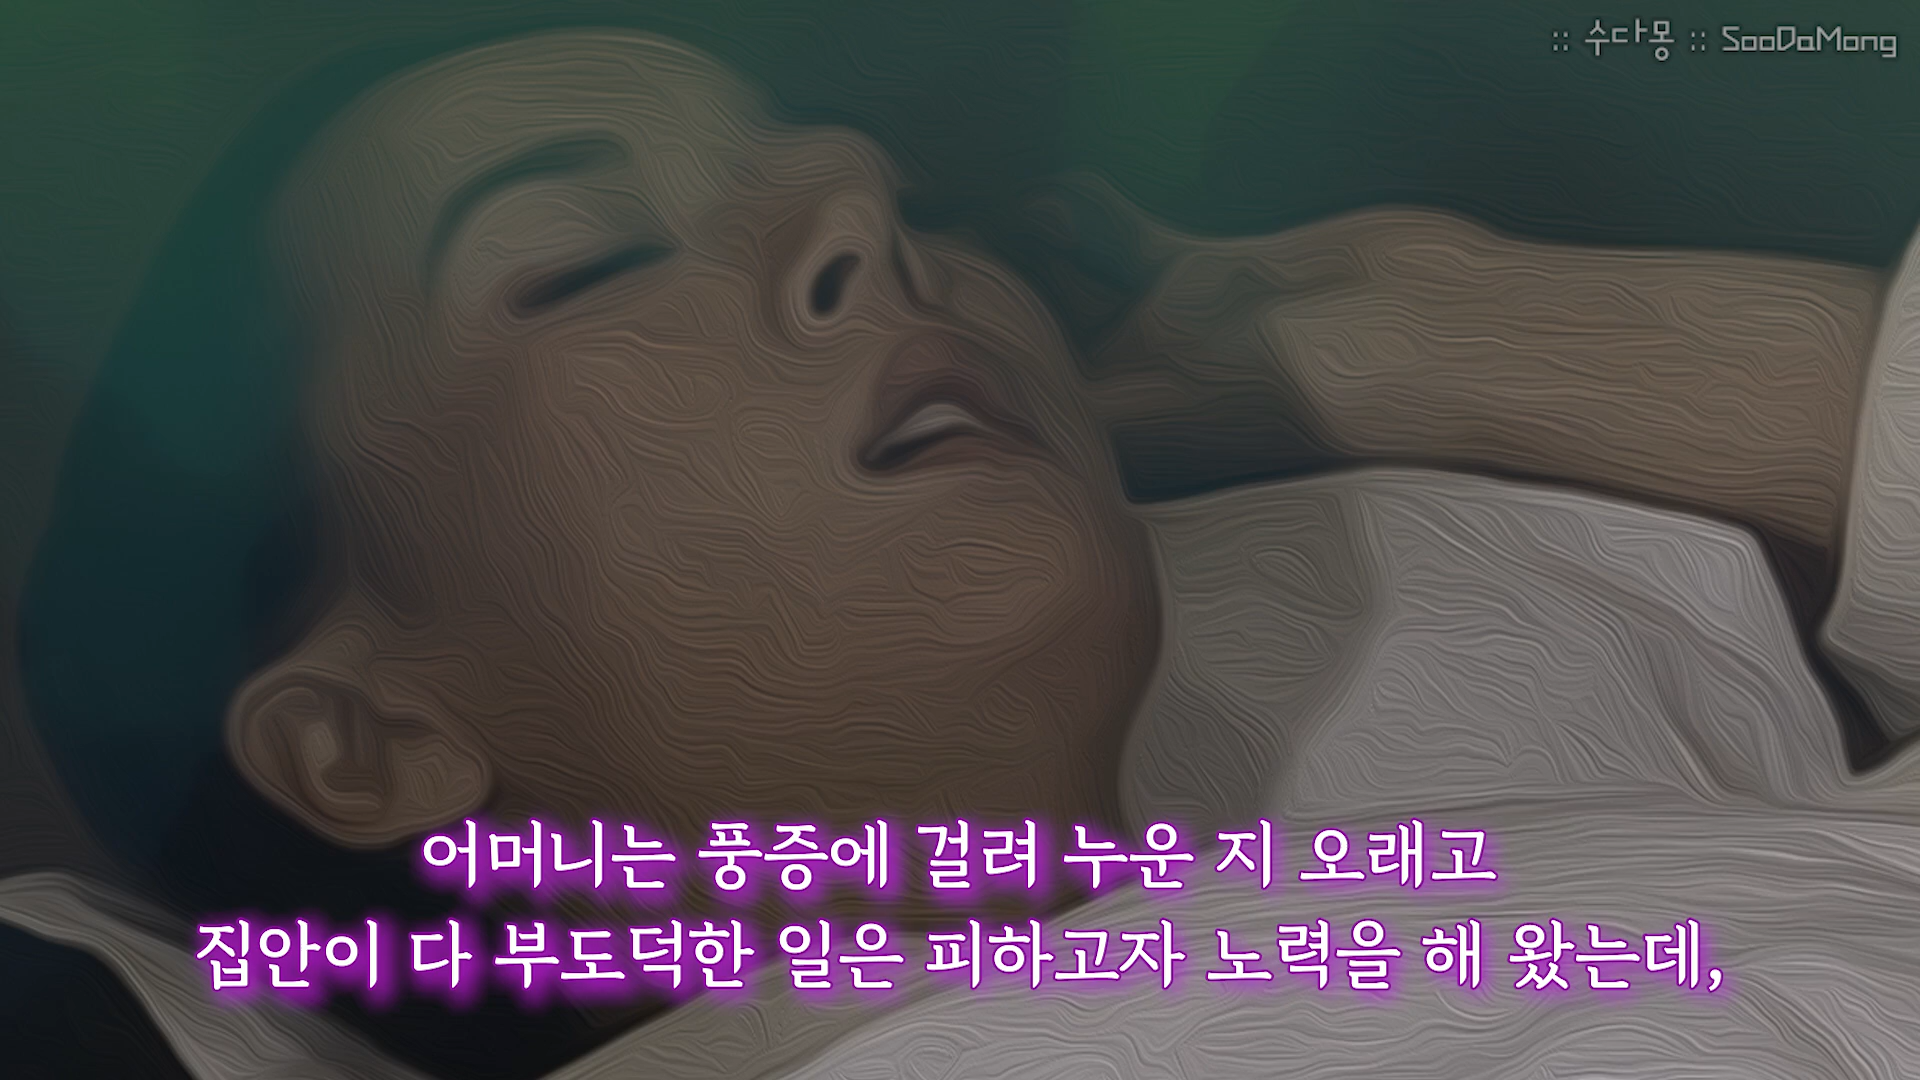 :: 수다몽 :: SooDaMong
어머니는 풍증에 걸려 누운 지 오래고
집안이 다 부도덕한 일은 피하고자 노력을 해 왔는데,